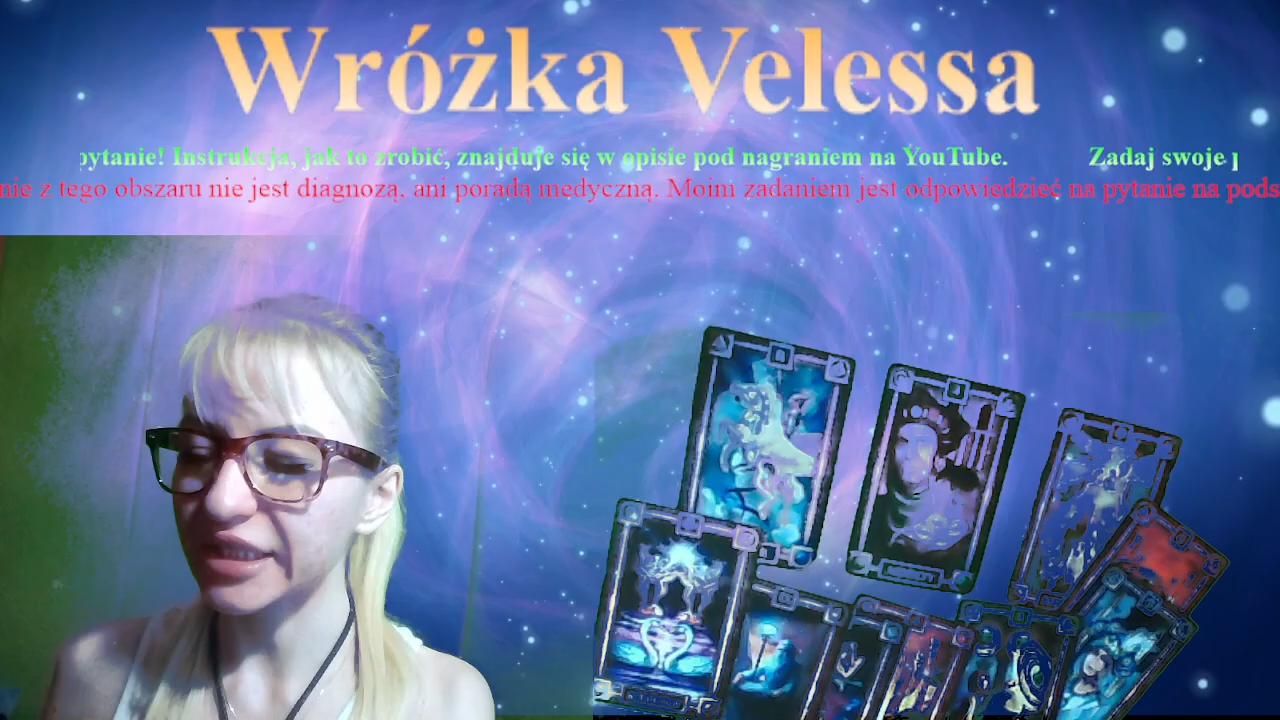 Wróżka Velessa
pytanie! Instrukcja, jak to zrobić, znajduje się w opisie pod nagraniem na YouTube. Zadaj swoje
nie z tego obszaru nie jest diagnozą, ani poradą medyczną. Moim zadaniem jest odpowiedzieć na pytanie na pods